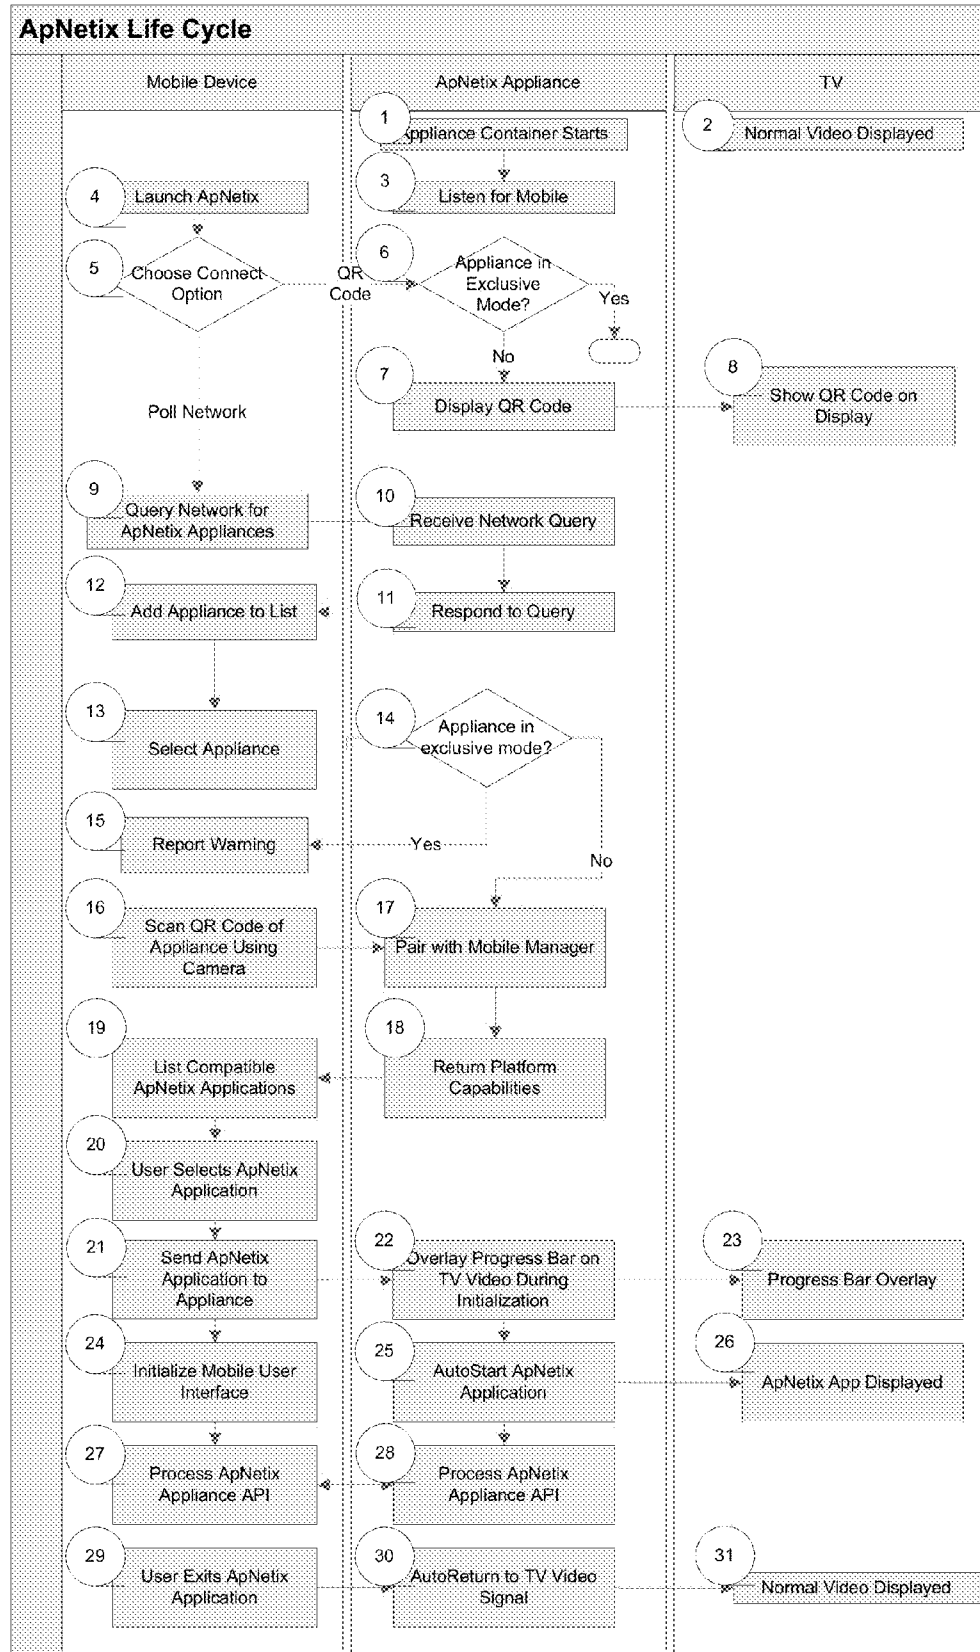 ApNetix Life Cycle
Mobile Device
ApNetix Appliance
TV
1
Appliance Container Starts
2
Normal Video Displayed
3
Listen for Mobile
4
Launch ApNetix
5
Choose Connect
Option
QR
Code
6
Appliance in
Exclusive
Mode?
Yes
No
7
Display QR Code
8
Show QR Code on
Display
Poll Network
9
Query Network for
ApNetix Appliances
10
Receive Network Query
11
Respond to Query
12
Add Appliance to List
13
Select Appliance
14
Appliance in
exclusive mode?
15
Report Warning
Yes
No
16
Scan QR Code of
Appliance Using
Camera
17
Pair with Mobile Manager
18
Return Platform
Capabilities
19
List Compatible
ApNetix Applications
20
User Selects ApNetix
Application
21
Send ApNetix
Application to
Appliance
22
Overlay Progress Bar on
TV Video During
Initialization
23
Progress Bar Overlay
24
Initialize Mobile User
Interface
25
AutoStart ApNetix
Application
26
ApNetix App Displayed
27
Process ApNetix
Appliance API
28
Process ApNetix
Appliance API
29
User Exits ApNetix
Application
30
AutoReturn to TV Video
Signal
31
Normal Video Displayed